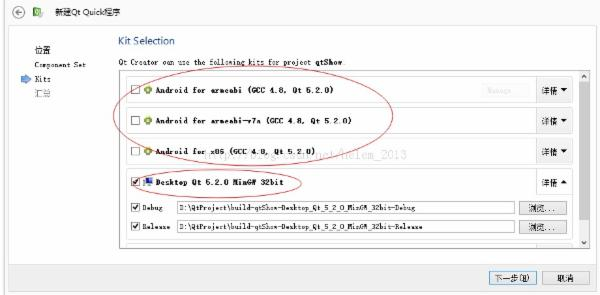 新建Qt Quick程序
位置
Component Set
Kits
汇总
Kit Selection
Qt Creator can use the following kits for project qtShow:
Android for armeabi (GCC 4.8, Qt 5.2.0)
Manage...
详情
Android for armeabi-v7a (GCC 4.8, Qt 5.2.0)
详情
Android for x86 (GCC 4.8, Qt 5.2.0)
详情
http://blog.csdn.net/helem_2013
Desktop Qt 5.2.0 MinGW 32bit
详情
Debug D:\QtProject\build-qtShow-Desktop_Qt_5_2_0_MinGW_32bit-Debug 浏览...
Release D:\QtProject\build-qtShow-Desktop_Qt_5_2_0_MinGW_32bit-Release 浏览...
下一步(N) 取消